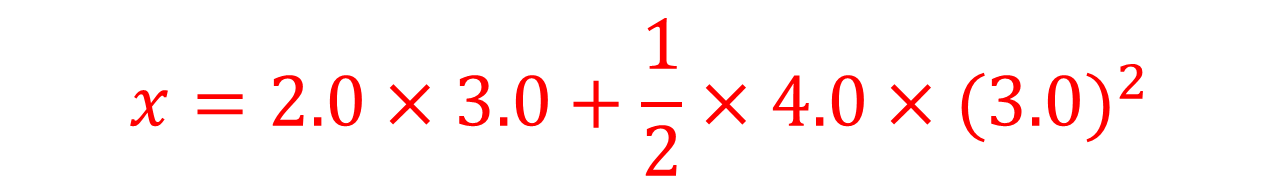 x = 2.0 × 3.0 + 1/2 × 4.0 × (3.0)²